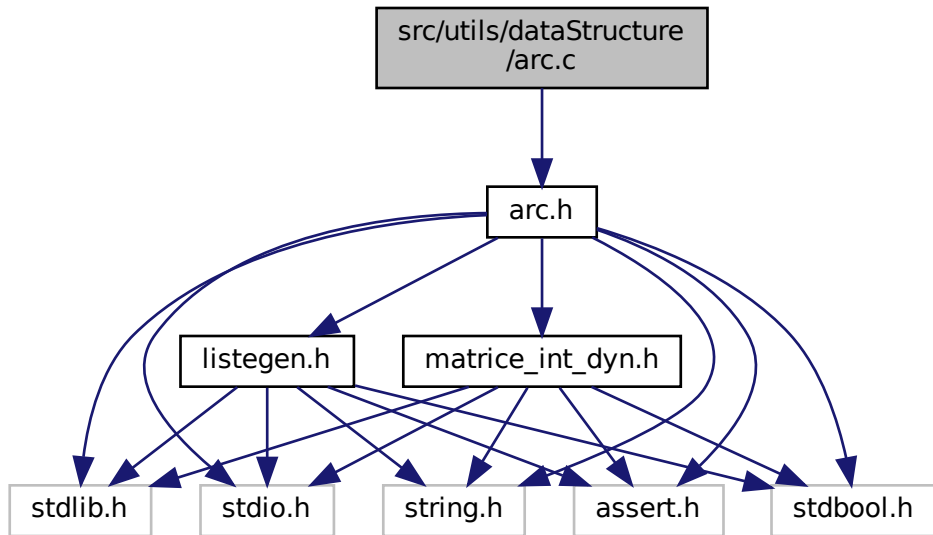 src/utils/dataStructure
/arc.c
arc.h
listegen.h
matrice_int_dyn.h
stdlib.h
stdio.h
string.h
assert.h
stdbool.h